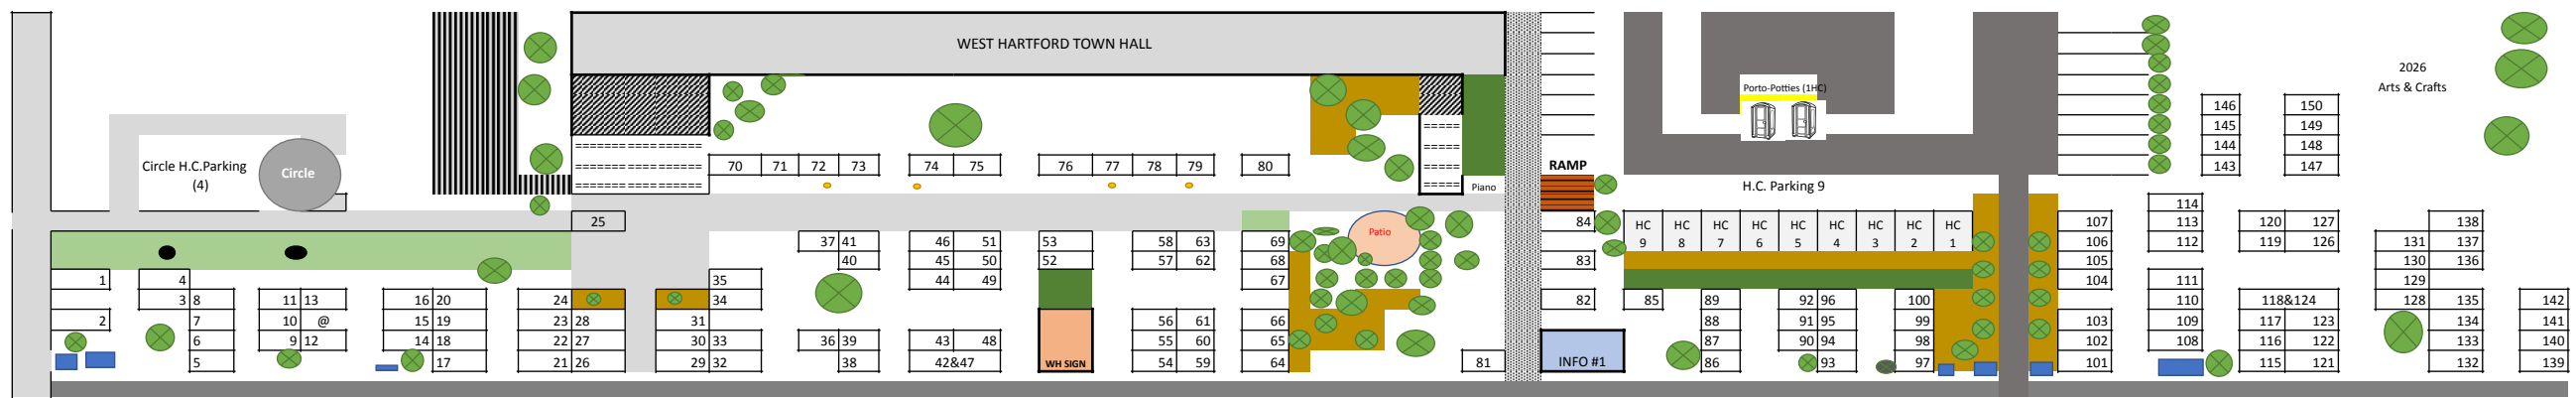 WEST HARTFORD TOWN HALL
2026
Arts & Crafts
Porto-Potties (1HC)
146 150
145 149
144 148
143 147
Circle H.C.Parking
(4)
Circle
70 71 72 73 74 75 76 77 78 79 80
=====
RAMP
Piano
H.C. Parking 9
25
84
HC HC HC HC HC HC HC HC HC
9 8 7 6 5 4 3 2 1
Patio
114
107 113 120 127 138
106 112 119 126 131 137
105 130 136
104 111 129
37 41 46 51 53 58 63 69
40 45 50 52 57 62 68 83
1 4 35 44 49 67
3 8 11 13 16 20 24 34 82 85 89 92 96 100 110 118&124 128 135 142
2 7 10 @ 15 19 23 28 31 56 61 66 88 91 95 99 103 109 117 123 134 141
6 9 12 14 18 22 27 30 33 36 39 43 48 55 60 65 87 90 94 98 102 108 116 122 133 140
5 17 21 26 29 32 38 42&47 WH SIGN 54 59 64 81 INFO #1 86 93 97 101 115 121 132 139